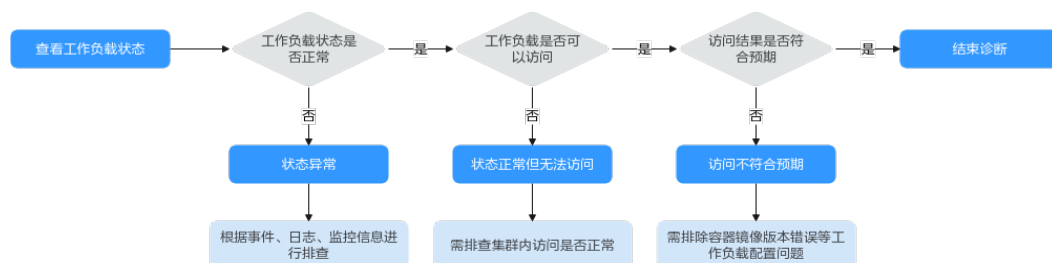 查看工作负载状态
工作负载状态是
否正常
是
工作负载是否可
以访问
是
访问结果是否符
合预期
是
结束诊断
否
否
否
状态异常
状态正常但无法访问
访问不符合预期
根据事件、日志、监控信息进
行排查
需排查集群内访问是否正常
需排除容器镜像版本错误等工
作负载配置问题